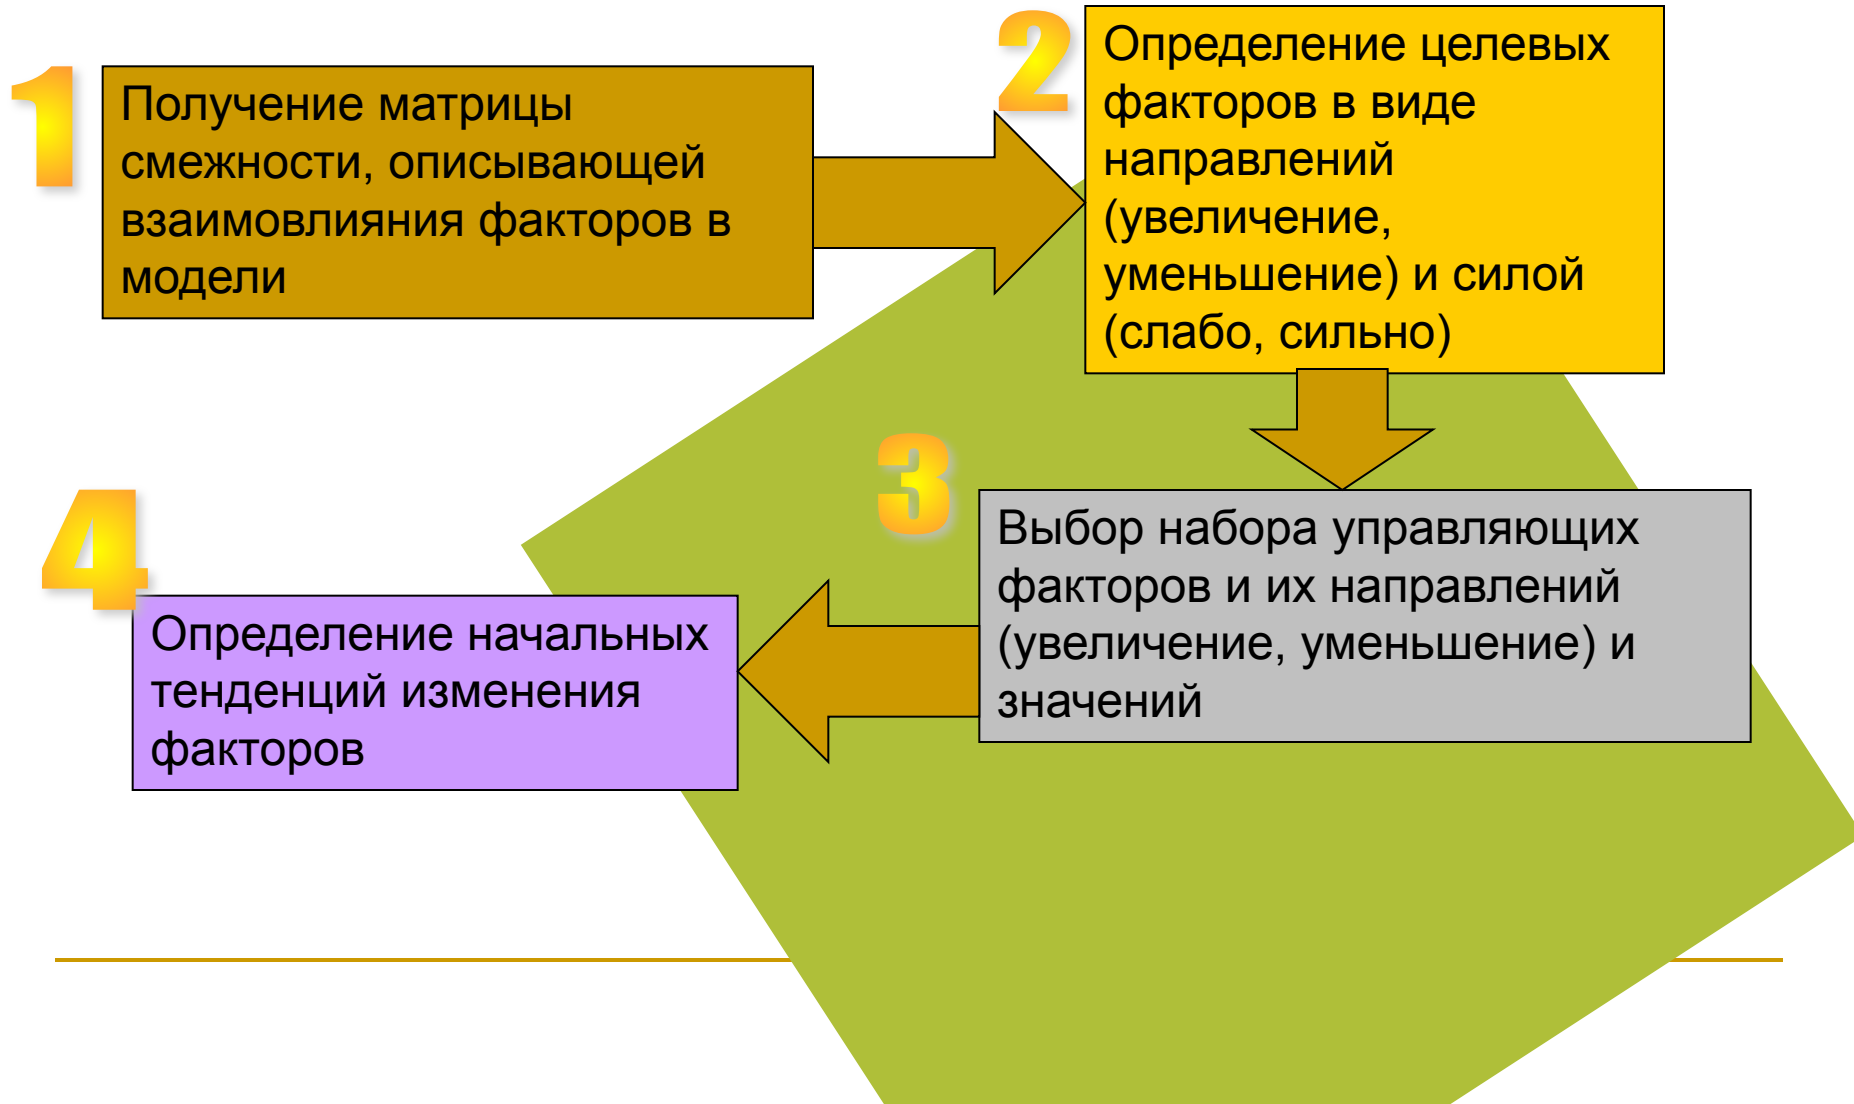 1
Получение матрицы
смежности, описывающей
взаимовлияния факторов в
модели
2
Определение целевых
факторов в виде
направлений
(увеличение,
уменьшение) и силой
(слабо, сильно)
3
Выбор набора управляющих
факторов и их направлений
(увеличение, уменьшение) и
значений
4
Определение начальных
тенденций изменения
факторов